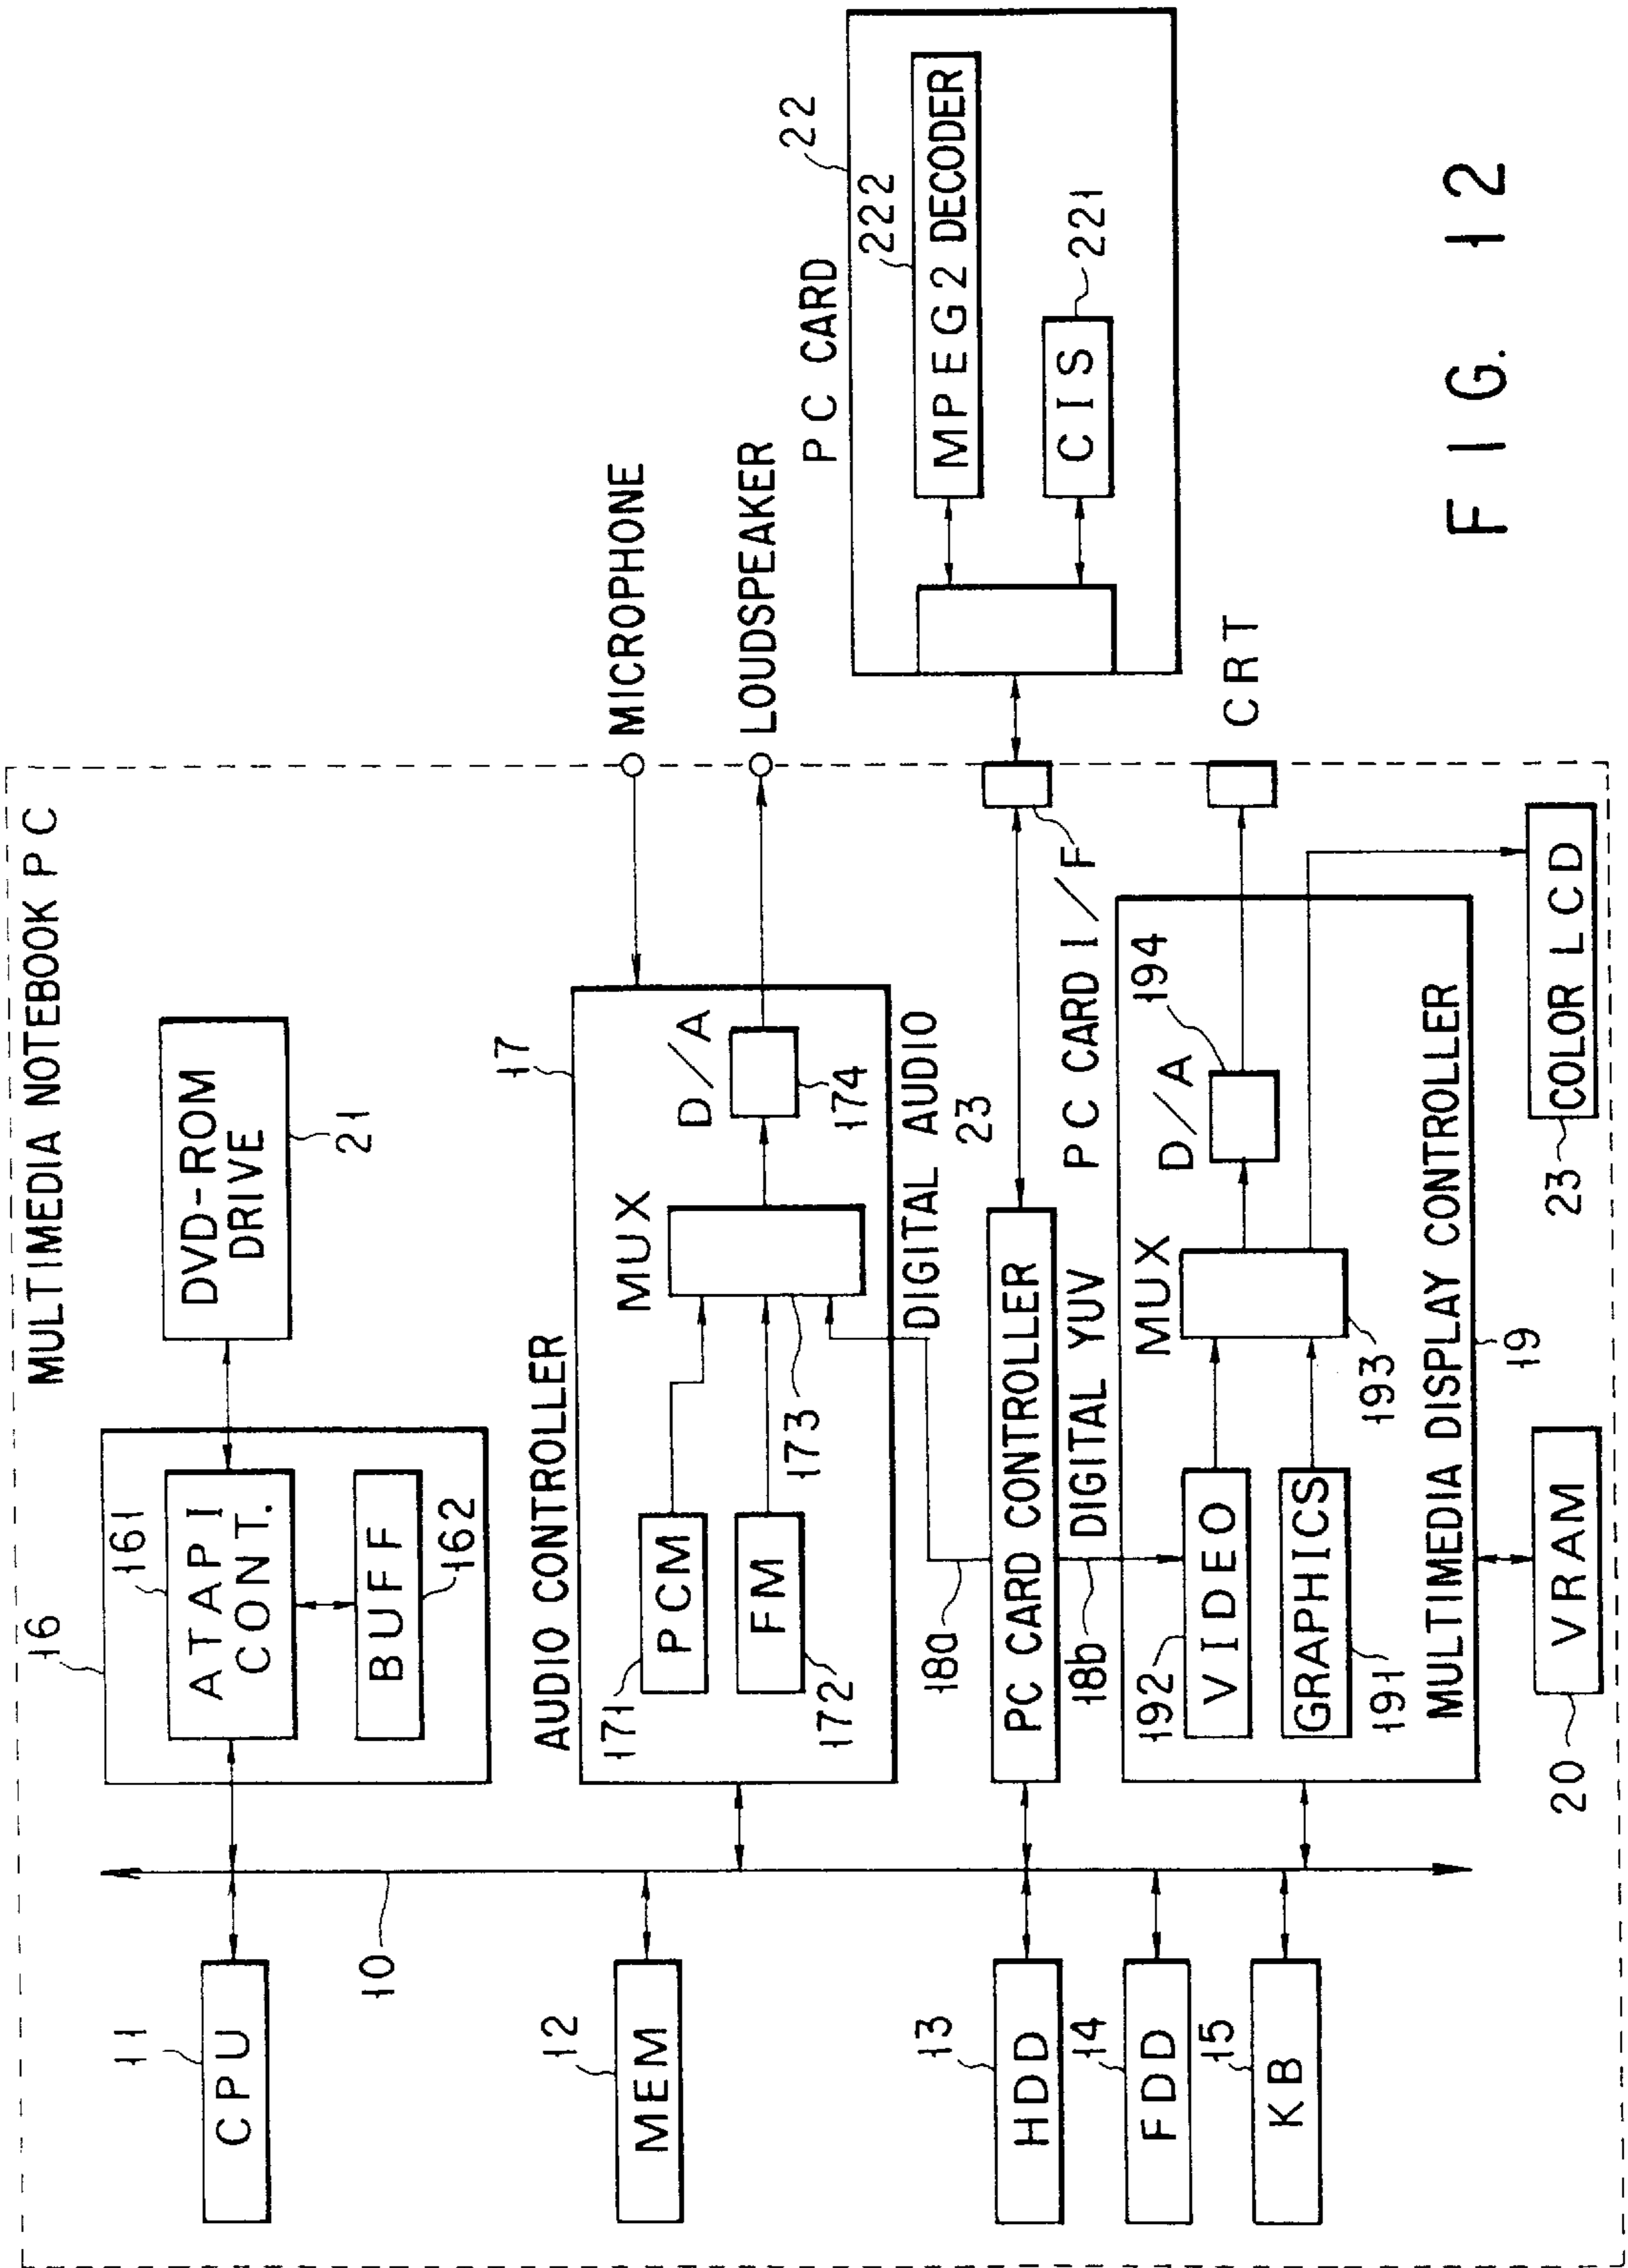 MULTIMEDIA NOTEBOOK PC
11
CPU
10
12
MEM
13
HDD
14
FDD
15
KB
16
161
ATAPI
CONT.
BUFF
162
DVD-ROM
DRIVE
21
AUDIO CONTROLLER
17
171
PCM
FM
172
MUX
173
D/A
174
MICROPHONE
LOUDSPEAKER
18a
DIGITAL AUDIO
23
PC CARD CONTROLLER
PC CARD I/F
18b
DIGITAL YUV
192
VIDEO
GRAPHICS
191
MUX
193
D/A
194
MULTIMEDIA DISPLAY CONTROLLER
19
CRT
20
VRAM
23
COLOR LCD
PC CARD
22
222
MPEG2 DECODER
CIS
221
FIG. 12